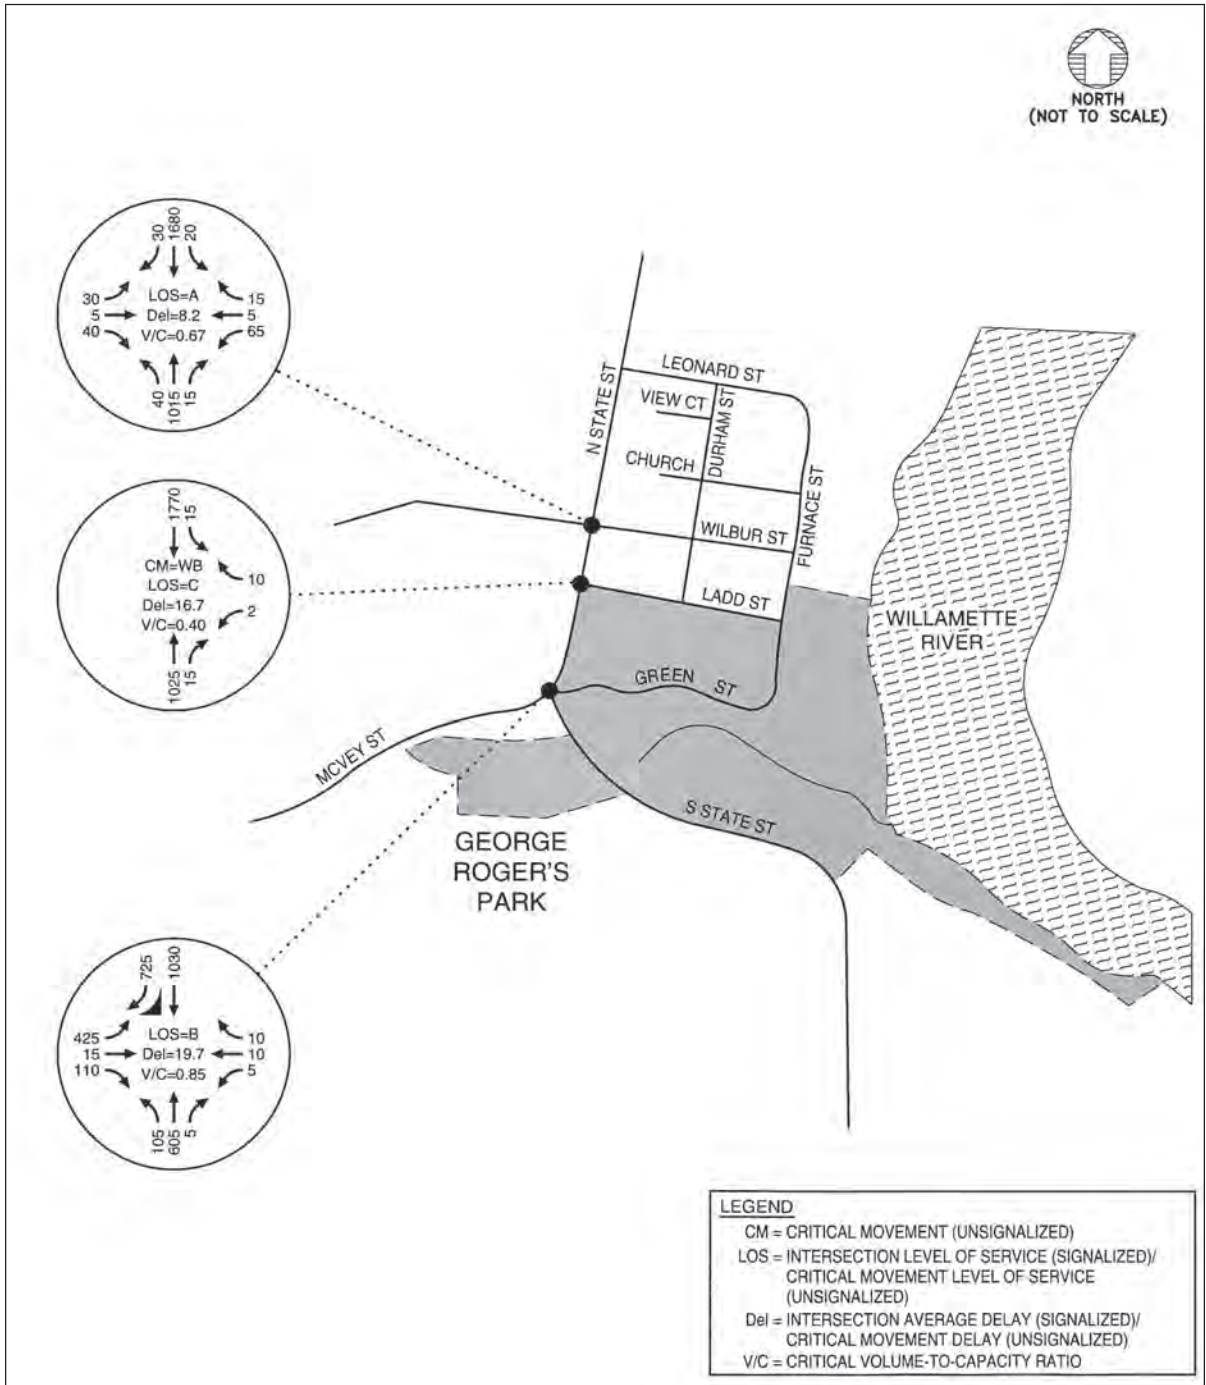 NORTH
(NOT TO SCALE)
30
1680
20
30
LOS=A
15
5
Del=8.2
5
40
V/C=0.67
65
40
1015
15
LEONARD ST
N STATE ST
VIEW CT
DURHAM ST
CHURCH
FURNACE ST
WILBUR ST
LADD ST
1770
15
CM=WB
10
LOS=C
Del=16.7
2
V/C=0.40
1025
15
WILLAMETTE
RIVER
GREEN ST
MCVEY ST
S STATE ST
GEORGE
ROGER'S
PARK
725
1030
425
LOS=B
10
15
Del=19.7
10
110
V/C=0.85
5
105
605
5
LEGEND
CM = CRITICAL MOVEMENT (UNSIGNALIZED)
LOS = INTERSECTION LEVEL OF SERVICE (SIGNALIZED)/
CRITICAL MOVEMENT LEVEL OF SERVICE
(UNSIGNALIZED)
Del = INTERSECTION AVERAGE DELAY (SIGNALIZED)/
CRITICAL MOVEMENT DELAY (UNSIGNALIZED)
V/C = CRITICAL VOLUME-TO-CAPACITY RATIO